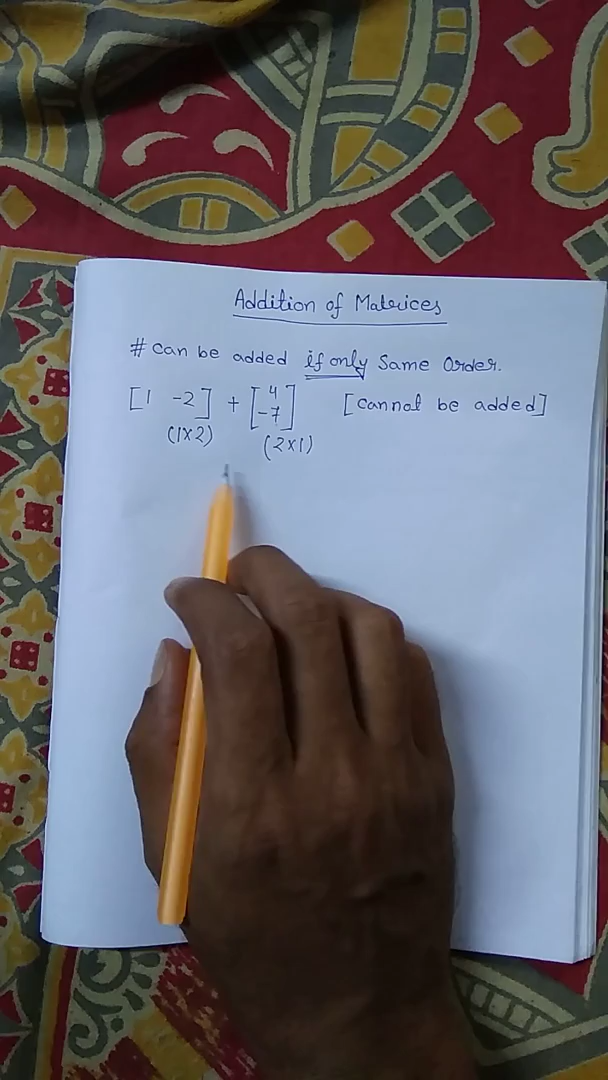 Addition of Matrices
# Can be added if only Same Order.
[1 -2] + [4 -7] [Cannot be added]
(1×2) (2×1)